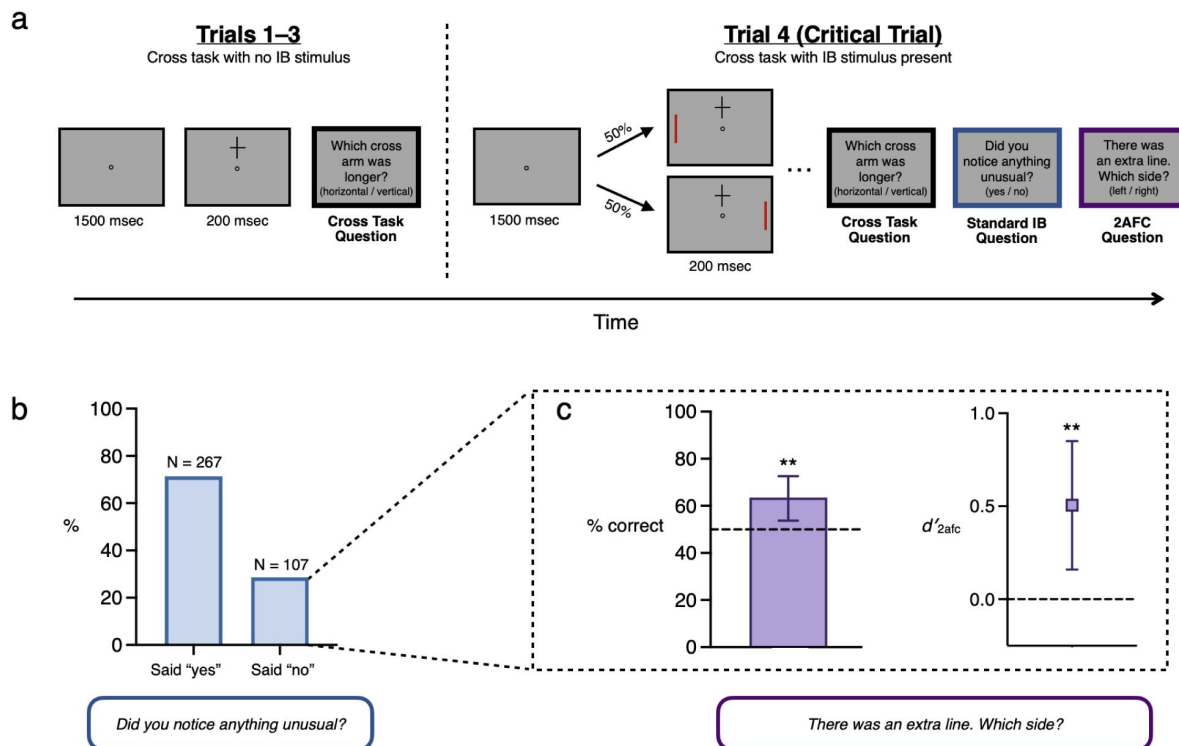 a
Trials 1–3
Cross task with no IB stimulus
Trial 4 (Critical Trial)
Cross task with IB stimulus present
1500 msec
200 msec
Which cross
arm was
longer?
(horizontal / vertical)
Cross Task
Question
1500 msec
50%
50%
200 msec
...
Which cross
arm was
longer?
(horizontal / vertical)
Cross Task
Question
Did you
notice anything
unusual?
(yes / no)
Standard IB
Question
There was
an extra line.
Which side?
(left / right)
2AFC
Question
Time
b
100
80
60
40
20
0
%
N = 267
N = 107
Said “yes”
Said “no”
Did you notice anything unusual?
c
100
80
60
40
20
0
% correct
**
1.0
0.5
0.0
d′2afc
**
There was an extra line. Which side?